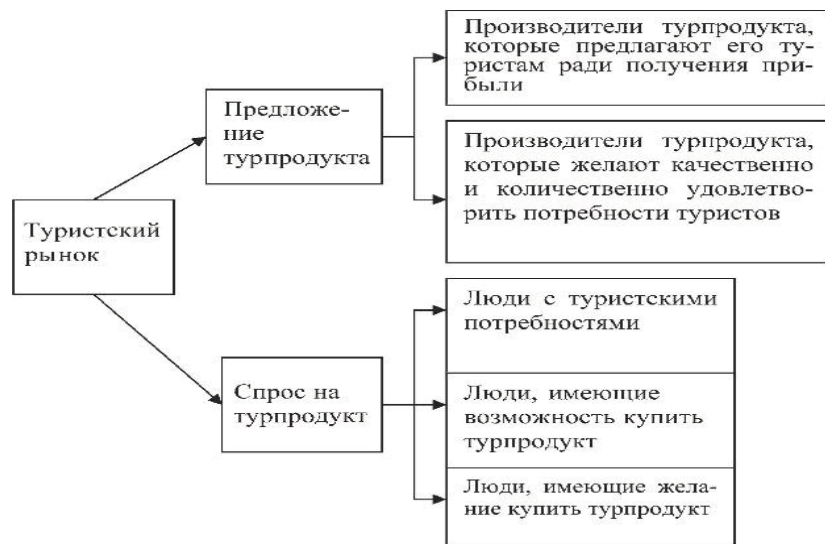 Производители турпродукта,
которые предлагают его ту-
ристам ради получения при-
были
Предложе-
ние
турпродукта
Производители турпродукта,
которые желают качественно
и количественно удовлетво-
рить потребности туристов
Туристский
рынок
Люди с туристскими
потребностями
Спрос на
турпродукт
Люди, имеющие
возможность купить
турпродукт
Люди, имеющие жела-
ние купить турпродукт